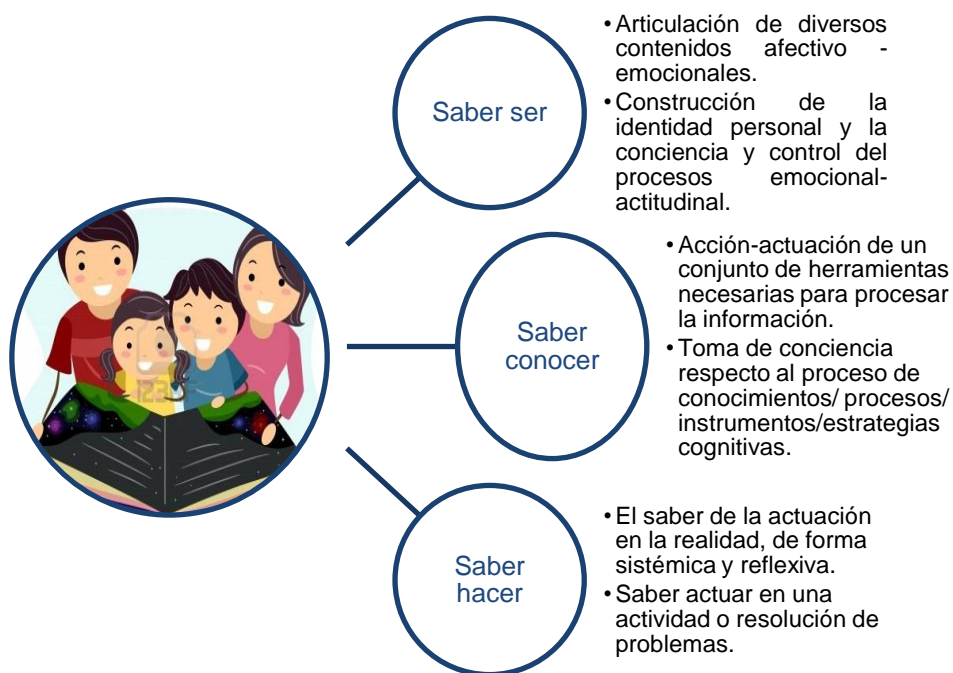 Saber ser
• Articulación de diversos
contenidos afectivo -
emocionales.
• Construcción de la
identidad personal y la
conciencia y control del
procesos emocional-
actitudinal.
Saber
conocer
• Acción-actuación de un
conjunto de herramientas
necesarias para procesar
la información.
• Toma de conciencia
respecto al proceso de
conocimientos/ procesos/
instrumentos/estrategias
cognitivas.
Saber
hacer
• El saber de la actuación
en la realidad, de forma
sistémica y reflexiva.
• Saber actuar en una
actividad o resolución de
problemas.